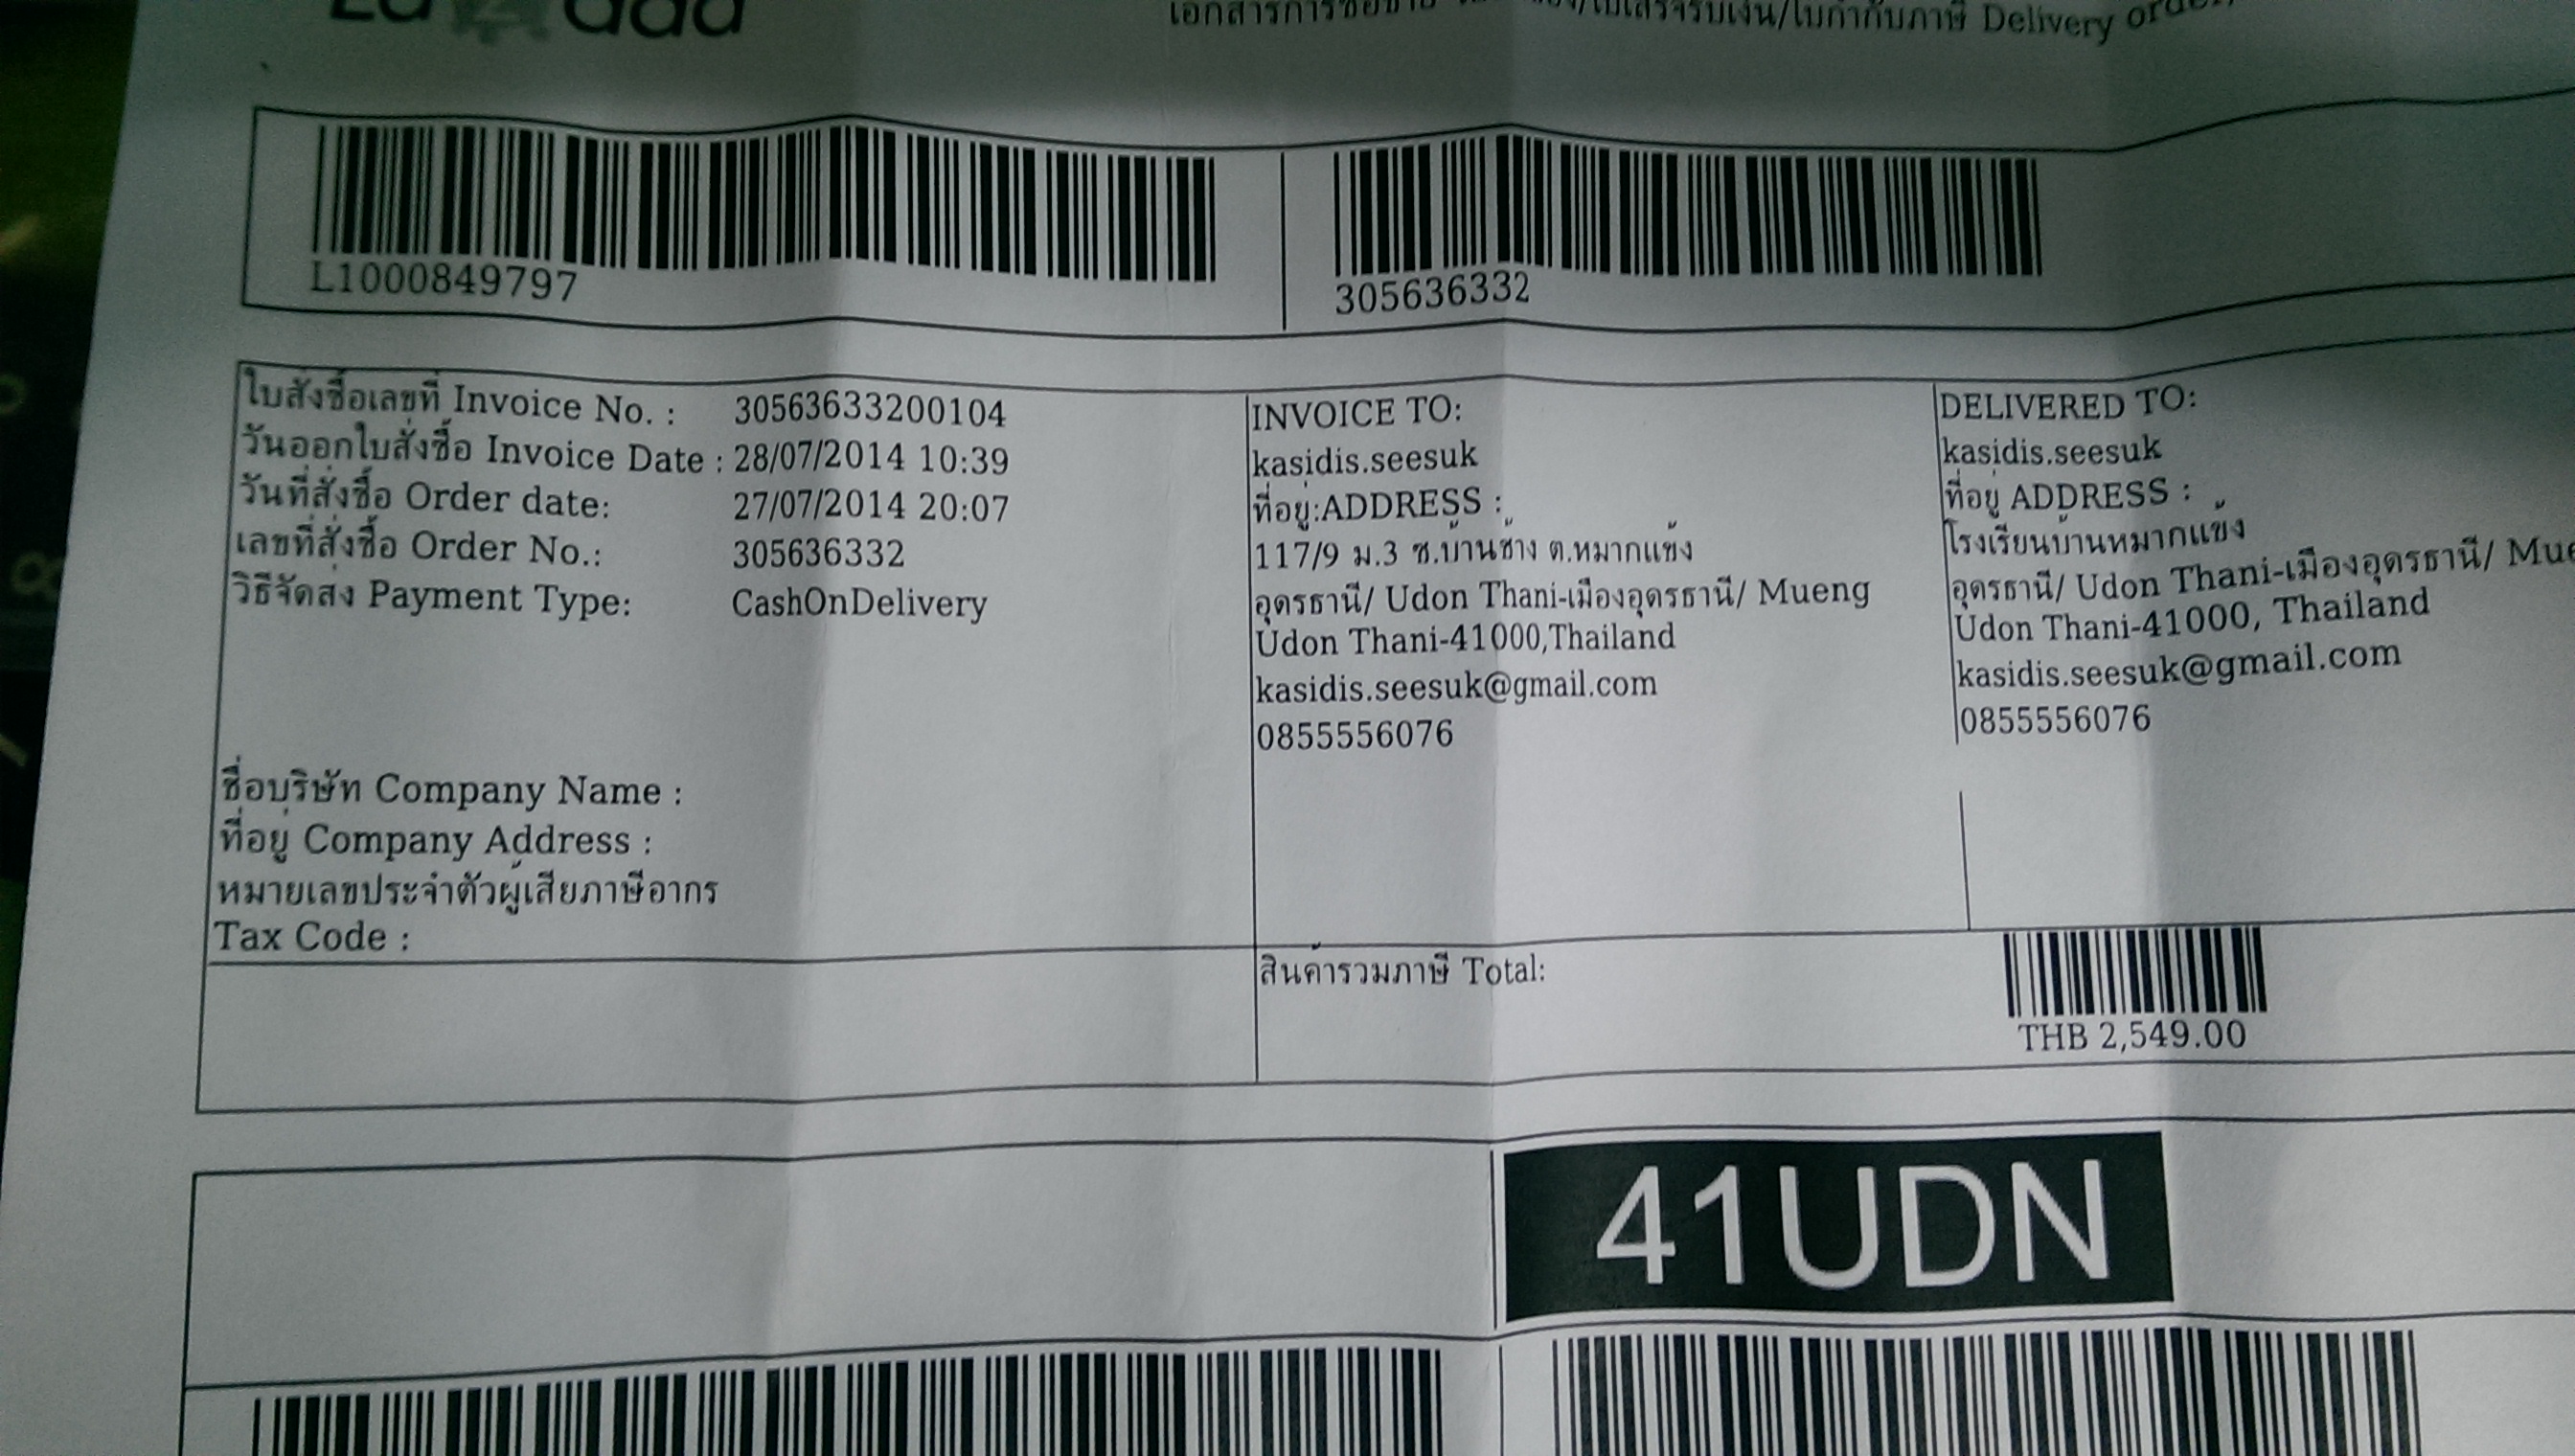 Delivery
L1000849797
305636332
ใบสั่งซื้อเลขที่ Invoice No. : 30563633200104
วันออกใบสั่งซื้อ Invoice Date : 28/07/2014 10:39
วันที่สั่งซื้อ Order date: 27/07/2014 20:07
เลขที่สั่งซื้อ Order No.: 305636332
วิธีจัดส่ง Payment Type: CashOnDelivery
ชื่อบริษัท Company Name :
ที่อยู่ Company Address :
หมายเลขประจำตัวผู้เสียภาษีอากร
Tax Code :
INVOICE TO:
kasidis.seesuk
ที่อยู่:ADDRESS :
117/9 ม.3 ซ.บ้านช้าง ต.หมากแข้ง
อุดรธานี/ Udon Thani-เมืองอุดรธานี/ Mueng
Udon Thani-41000,Thailand
kasidis.seesuk@gmail.com
0855556076
DELIVERED TO:
kasidis.seesuk
ที่อยู่ ADDRESS :
โรงเรียนบ้านหมากแข้ง
อุดรธานี/ Udon Thani-เมืองอุดรธานี/
Udon Thani-41000, Thailand
kasidis.seesuk@gmail.com
0855556076
สินค้ารวมภาษี Total:
THB 2,549.00
41UDN